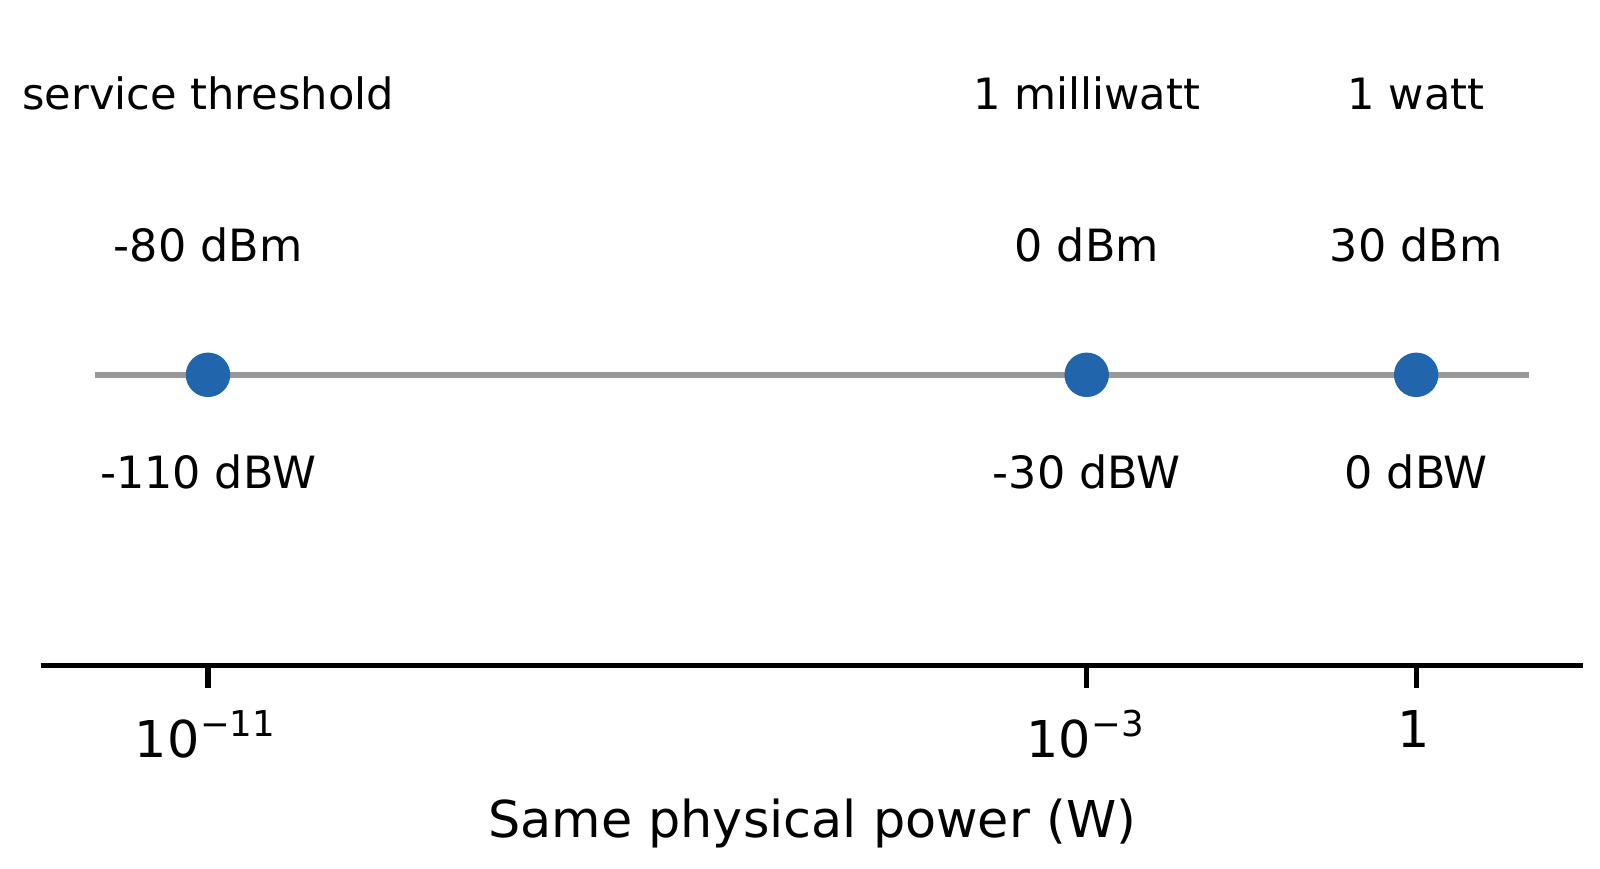 service threshold 1 milliwatt 1 watt
-80 dBm 0 dBm 30 dBm
-110 dBW -30 dBW 0 dBW
10⁻¹¹ 10⁻³ 1
Same physical power (W)